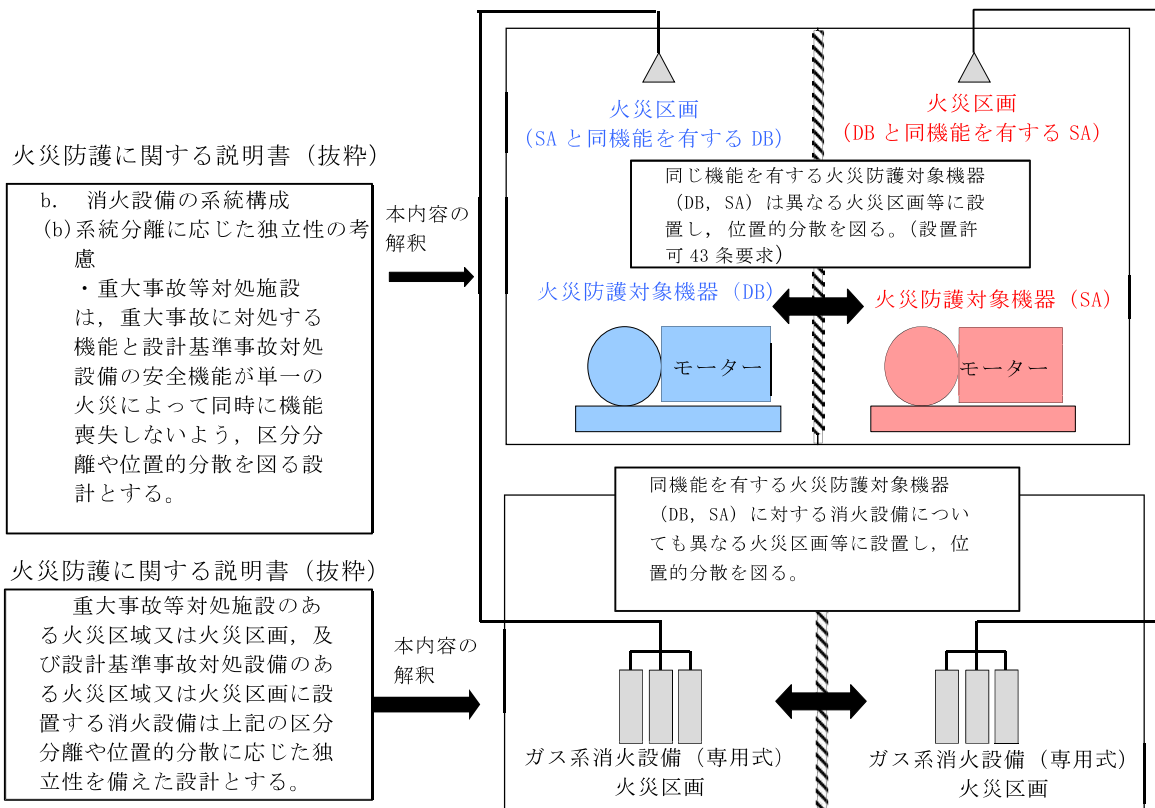 火災防護に関する説明書（抜粋）
b.　消火設備の系統構成
(b)系統分離に応じた独立性の考
慮
・重大事故等対処施設
は，重大事故に対処する
機能と設計基準事故対処
設備の安全機能が単一の
火災によって同時に機能
喪失しないよう，区分分
離や位置的分散を図る設
計とする。
本内容の
解釈
火災区画
（SA と同機能を有する DB）
火災区画
（DB と同機能を有する SA）
同じ機能を有する火災防護対象機器
（DB, SA）は異なる火災区画等に設
置し，位置的分散を図る。（設置許
可 43 条要求）
火災防護対象機器（DB）
火災防護対象機器（SA）
モーター
モーター
火災防護に関する説明書（抜粋）
重大事故等対処施設のあ
る火災区域又は火災区画，及
び設計基準事故対処設備のあ
る火災区域又は火災区画に設
置する消火設備は上記の区分
分離や位置的分散に応じた独
立性を備えた設計とする。
本内容の
解釈
同機能を有する火災防護対象機器
（DB, SA）に対する消火設備につい
ても異なる火災区画等に設置し，位
置的分散を図る。
ガス系消火設備（専用式）
火災区画
ガス系消火設備（専用式）
火災区画